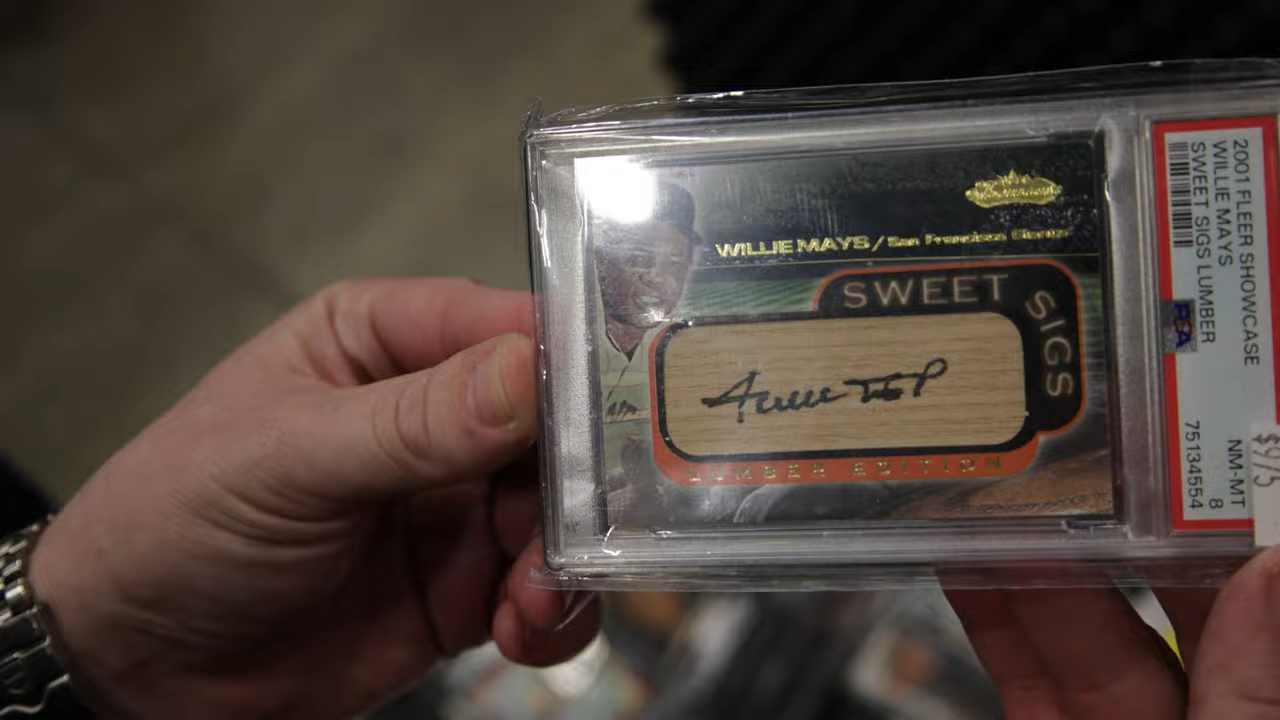 WILLIE MAYS / San Francisco Giants
SWEET
SIGS
LUMBER EDITION
2001 FLEER SHOWCASE
WILLIE MAYS
SWEET SIGS LUMBER
NM-MT
8
75134554
PSA